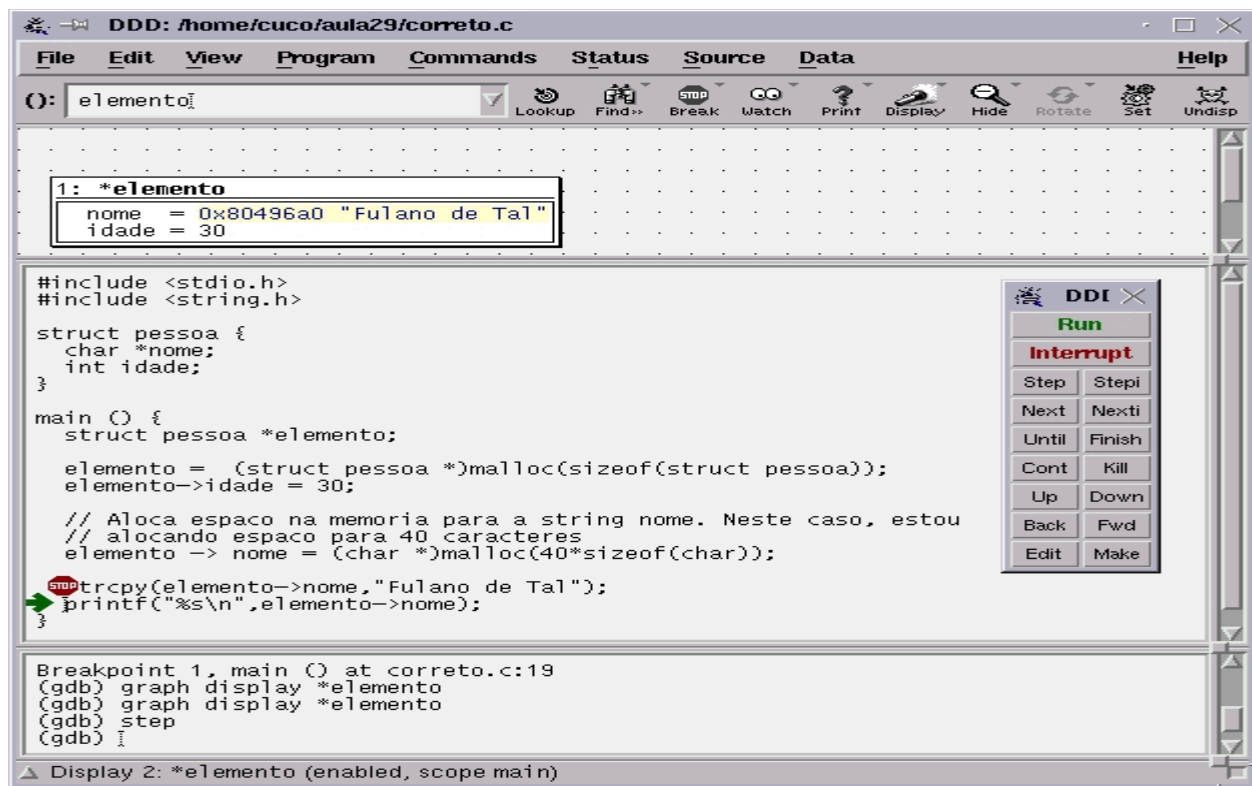 DDD: /home/cuco/aula29/correto.c
File Edit View Program Commands Status Source Data Help
(): elemento
Lookup Find>> Break Watch Print Display Hide Rotate Set Undisp
STOP
1: *elemento
nome = 0x80496a0 "Fulano de Tal"
idade = 30
#include <stdio.h>
#include <string.h>
struct pessoa {
char *nome;
int idade;
}
main () {
struct pessoa *elemento;
elemento = (struct pessoa *)malloc(sizeof(struct pessoa));
elemento->idade = 30;
// Aloca espaco na memoria para a string nome. Neste caso, estou
// alocando espaco para 40 caracteres
elemento -> nome = (char *)malloc(40*sizeof(char));
STOP trcpy(elemento->nome,"Fulano de Tal");
printf("%s\n",elemento->nome);
}
DDD
Run
Interrupt
Step Stepi
Next Nexti
Until Finish
Cont Kill
Up Down
Back Fwd
Edit Make
Breakpoint 1, main () at correto.c:19
(gdb) graph display *elemento
(gdb) graph display *elemento
(gdb) step
(gdb)
Display 2: *elemento (enabled, scope main)